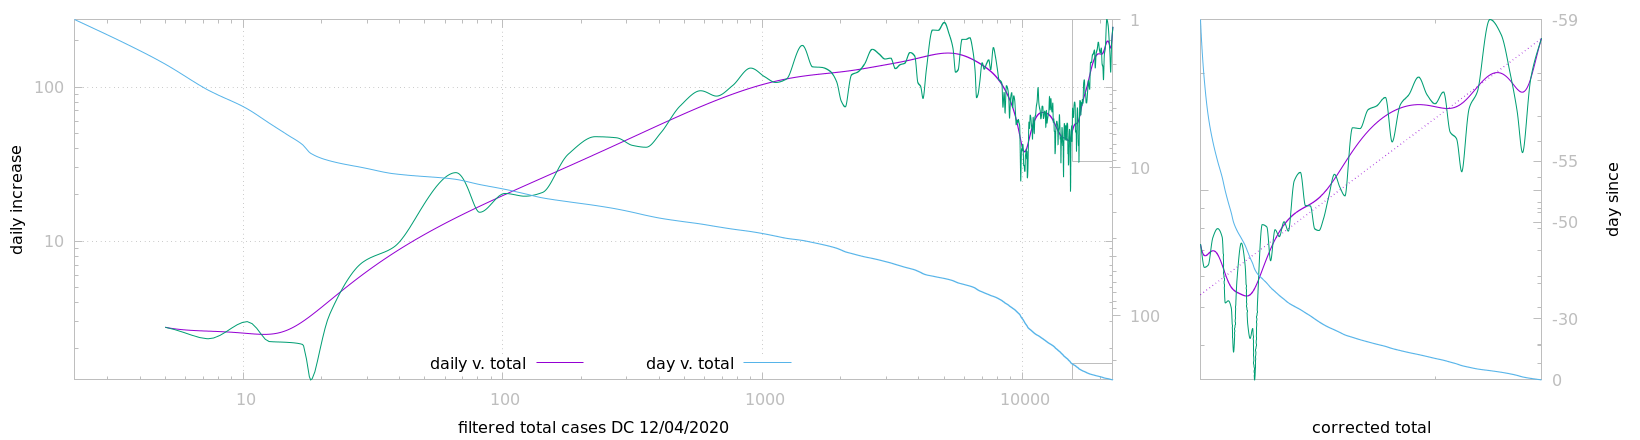 daily increase
100
10
10
100
1000
10000
1
10
100
daily v. total
day v. total
filtered total cases DC 12/04/2020
-59
-55
-50
-30
0
day since
corrected total